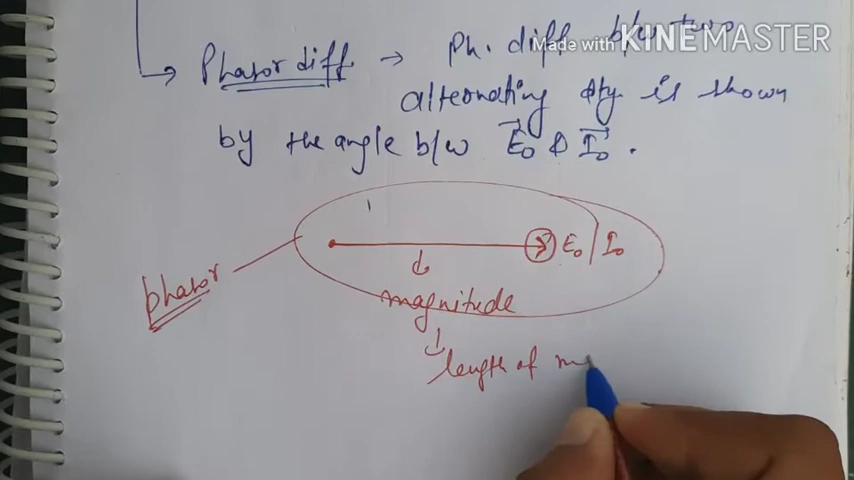 Phasor diff → Ph. diff b/w two
Made with KINEMASTER
alternating qty. is shown
by the angle b/w E₀ & I₀.
E₀ / I₀
phasor
magnitude
length of m